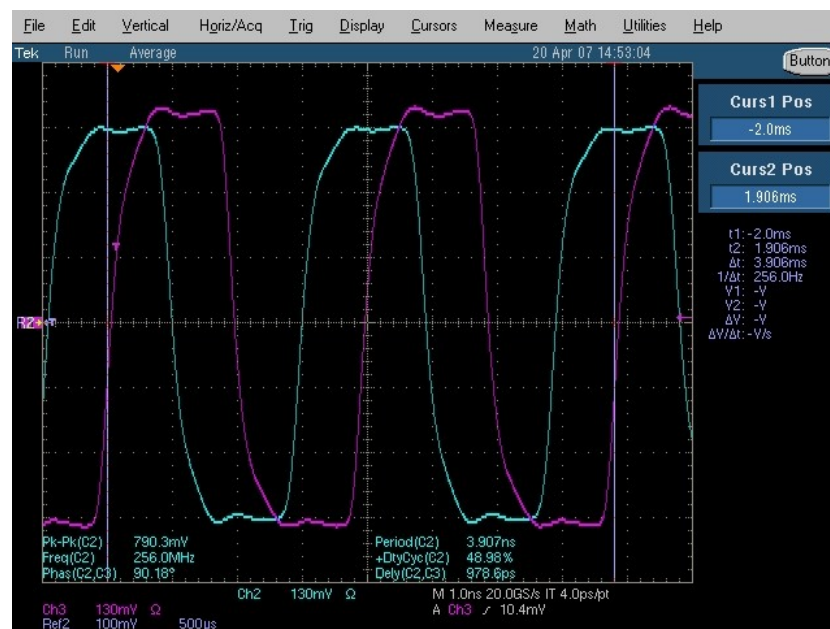 File Edit Vertical Horiz/Acq Trig Display Cursors Measure Math Utilities Help
Tek Run Average 20 Apr 07 14:53:04
Button
Curs1 Pos
-2.0ms
Curs2 Pos
1.906ms
t1: -2.0ms
t2: 1.906ms
Δt: 3.906ms
1/Δt: 256.0Hz
V1: -V
V2: -V
ΔV: -V
ΔV/Δt: -V/s
T
R2
Pk-Pk(C2) 790.3mV Period(C2) 3.907ns
Freq(C2) 256.0MHz +DtyCyc(C2) 48.98%
Phas(C2,C3) 90.18° Dely(C2,C3) 978.6ps
Ch2 130mV Ω M 1.0ns 20.0GS/s IT 4.0ps/pt
Ch3 130mV Ω A Ch3 ∕ 10.4mV
Ref2 100mV 500µs